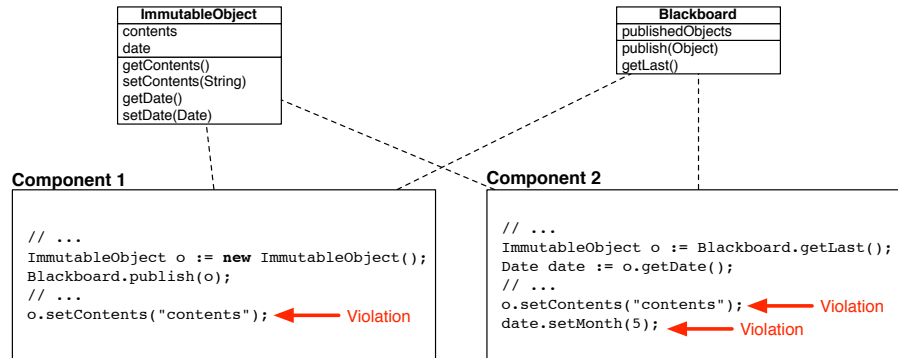 ImmutableObject
contents
date
getContents()
setContents(String)
getDate()
setDate(Date)
Blackboard
publishedObjects
publish(Object)
getLast()
Component 1
// ...
ImmutableObject o := new ImmutableObject();
Blackboard.publish(o);
// ...
o.setContents("contents"); Violation
Component 2
// ...
ImmutableObject o := Blackboard.getLast();
Date date := o.getDate();
// ...
o.setContents("contents"); Violation
date.setMonth(5); Violation